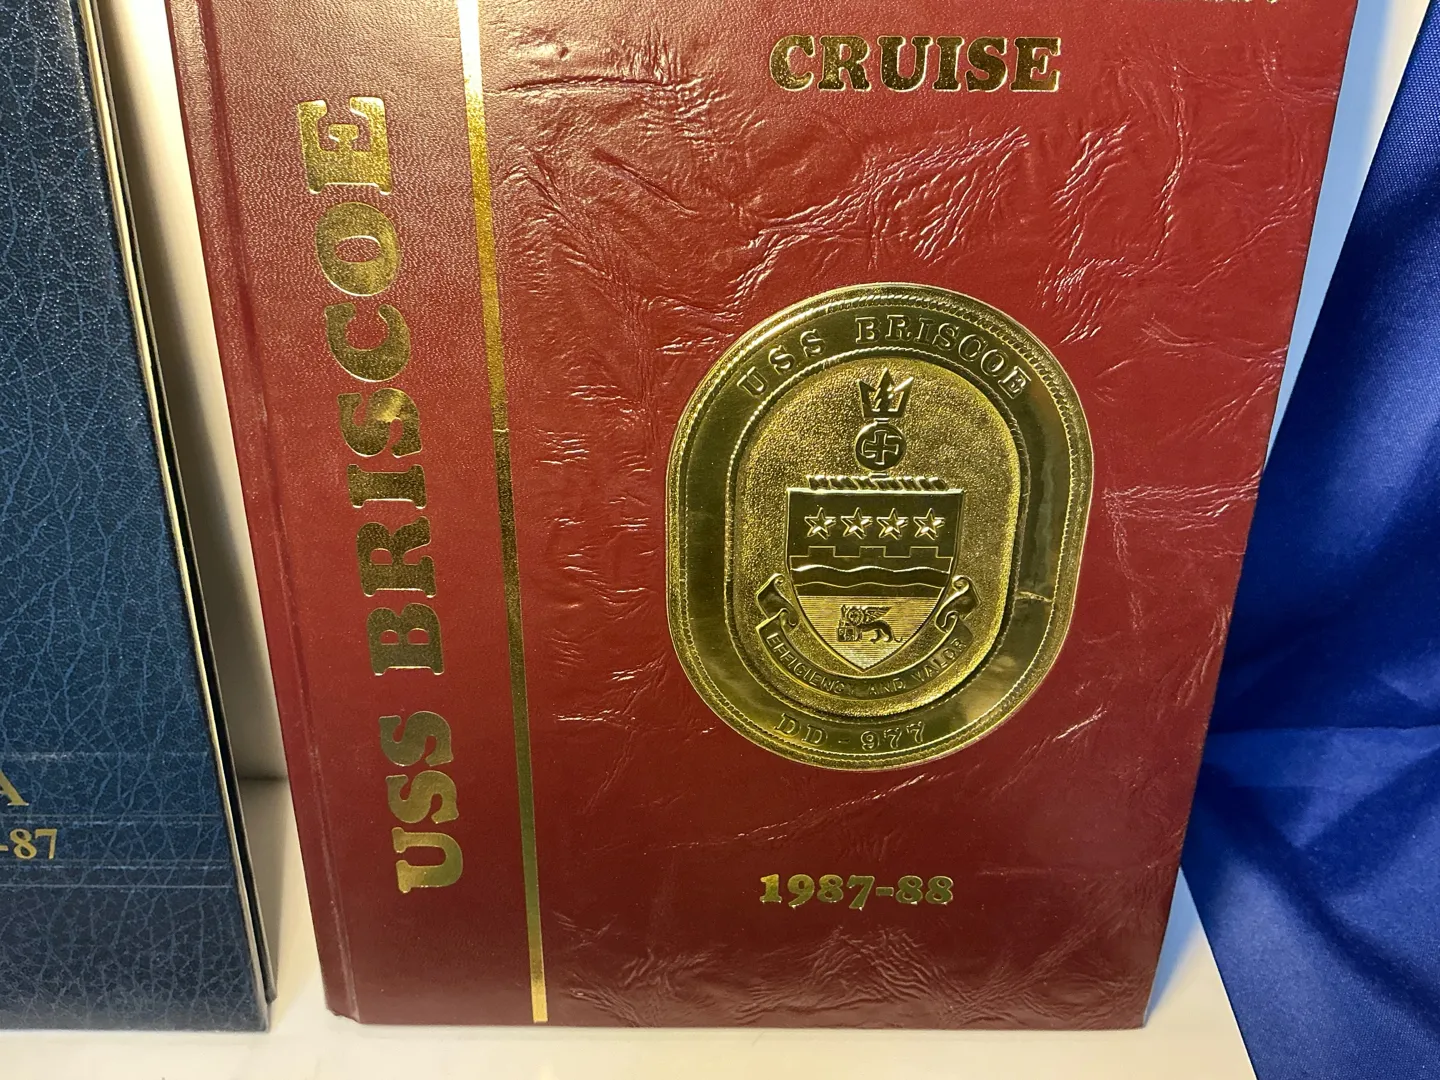 CRUISE
USS BRISCOE
USS BRISCOE
EFFICIENCY AND VALOR
DD-977
1987-88
A
-87